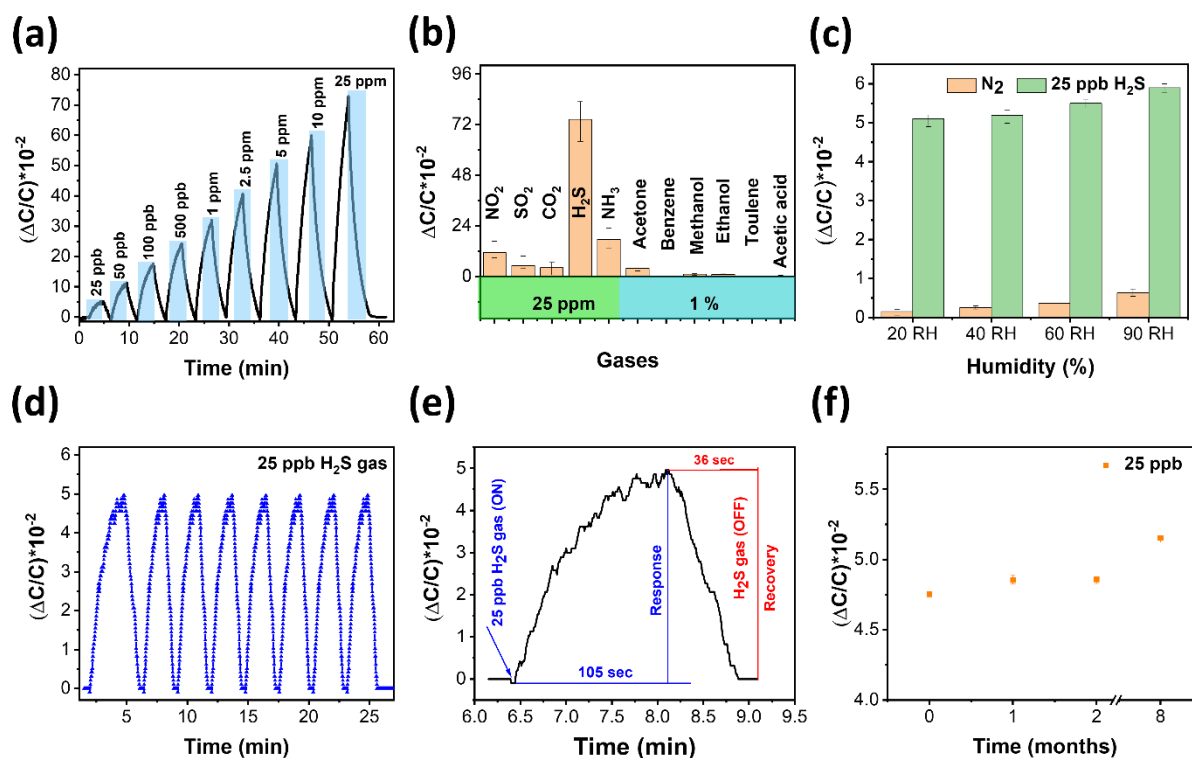 (a)
(ΔC/C)*10-2
80
70
60
50
40
30
20
10
0
25 ppb
50 ppb
100 ppb
500 ppb
1 ppm
2.5 ppm
5 ppm
10 ppm
25 ppm
0 10 20 30 40 50 60
Time (min)
(b)
ΔC/C*10-2
96
72
48
24
0
NO2
SO2
CO2
H2S
NH3
Acetone
Benzene
Methanol
Ethanol
Toulene
Acetic acid
25 ppm
1 %
Gases
(c)
(ΔC/C)*10-2
6
5
4
3
2
1
0
N2
25 ppb H2S
20 RH 40 RH 60 RH 90 RH
Humidity (%)
(d)
(ΔC/C)*10-2
6
5
4
3
2
1
0
25 ppb H2S gas
5 10 15 20 25
Time (min)
(e)
(ΔC/C)*10-2
5
4
3
2
1
0
25 ppb H2S gas (ON)
105 sec
Response
36 sec
H2S gas (OFF)
Recovery
6.0 6.5 7.0 7.5 8.0 8.5 9.0 9.5
Time (min)
(f)
(ΔC/C)*10-2
5.5
5.0
4.5
4.0
25 ppb
0 1 2 8
Time (months)